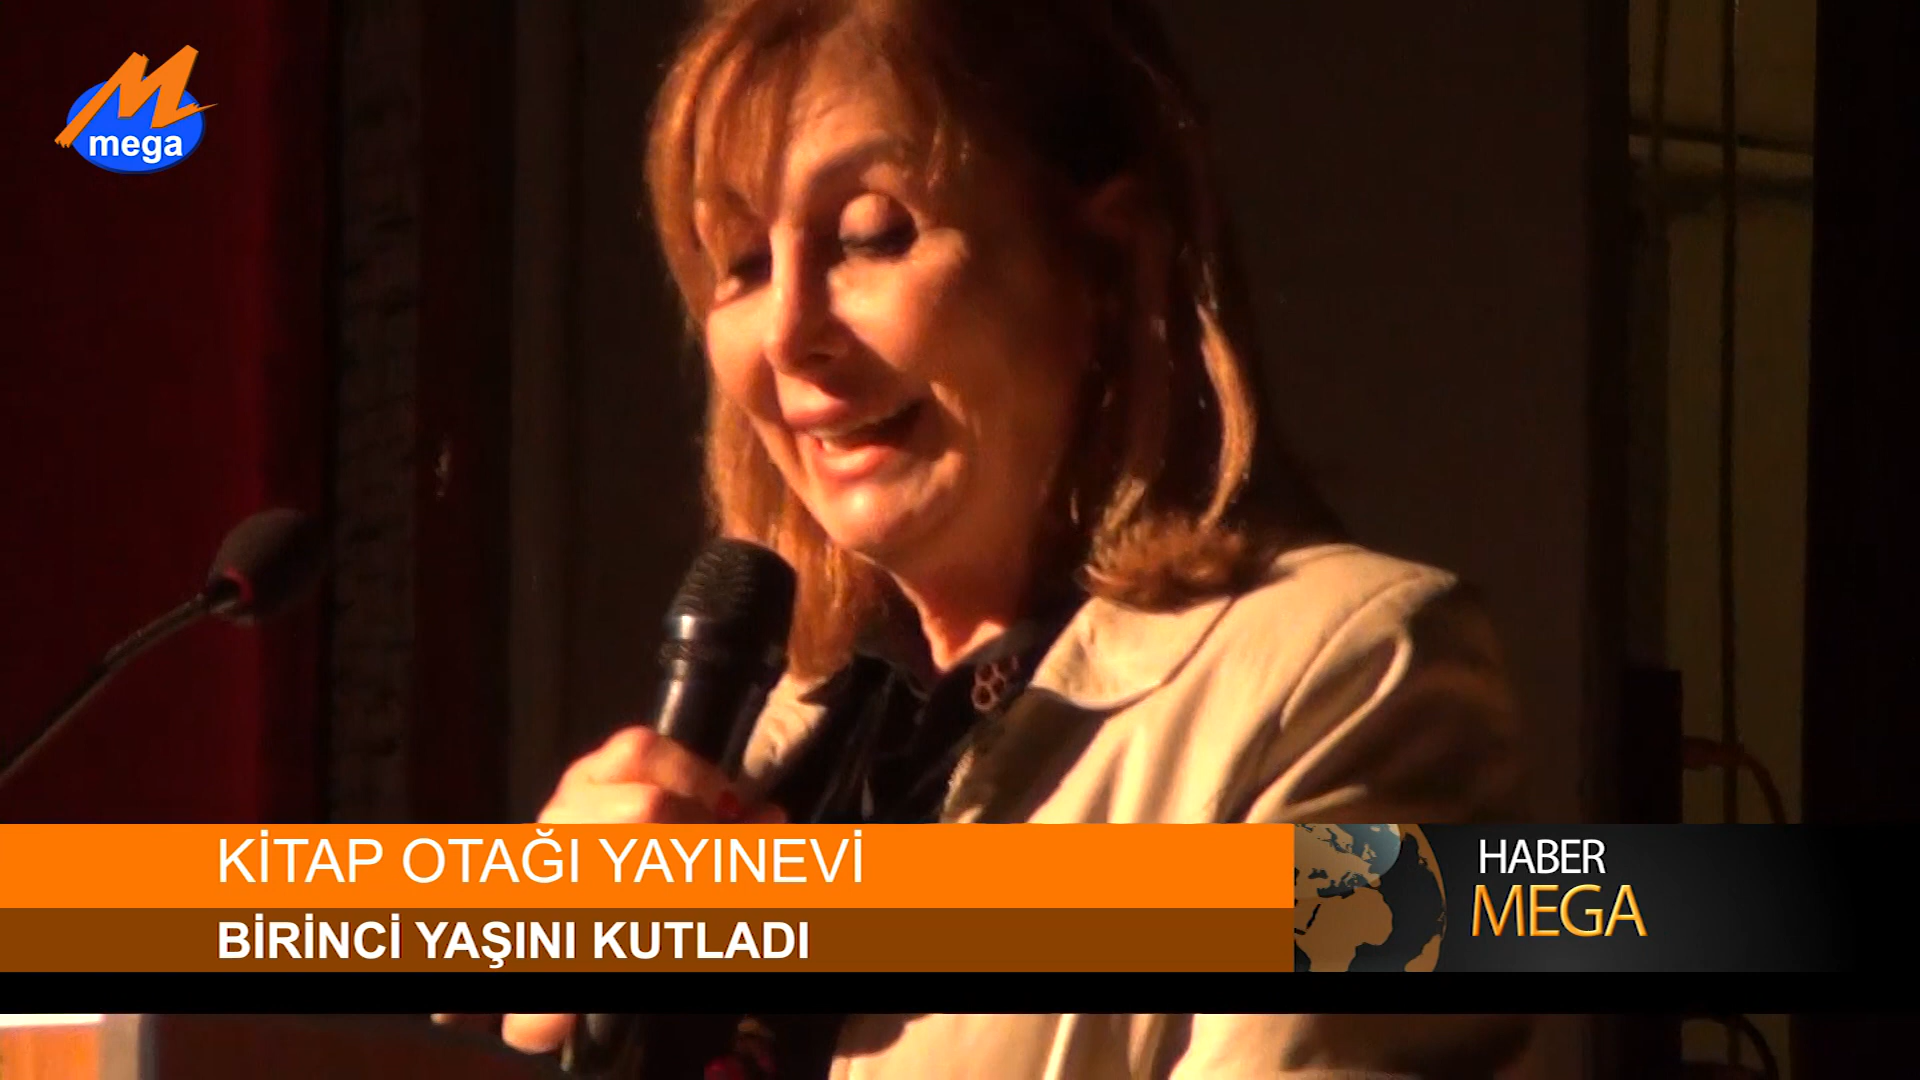 mega
KİTAP OTAĞI YAYINEVİ
BİRİNCİ YAŞINI KUTLADI
HABER
MEGA